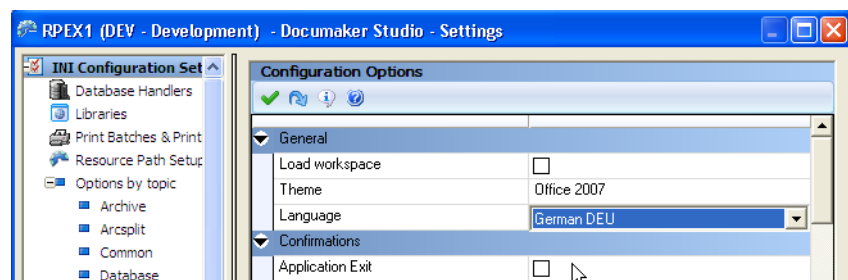 RPEX1 (DEV - Development) - Documaker Studio - Settings
INI Configuration Set
Database Handlers
Libraries
Print Batches & Print
Resource Path Setup
Options by topic
Archive
Arcsplit
Common
Database
Configuration Options
General
Load workspace
Theme Office 2007
Language German DEU
Confirmations
Application Exit